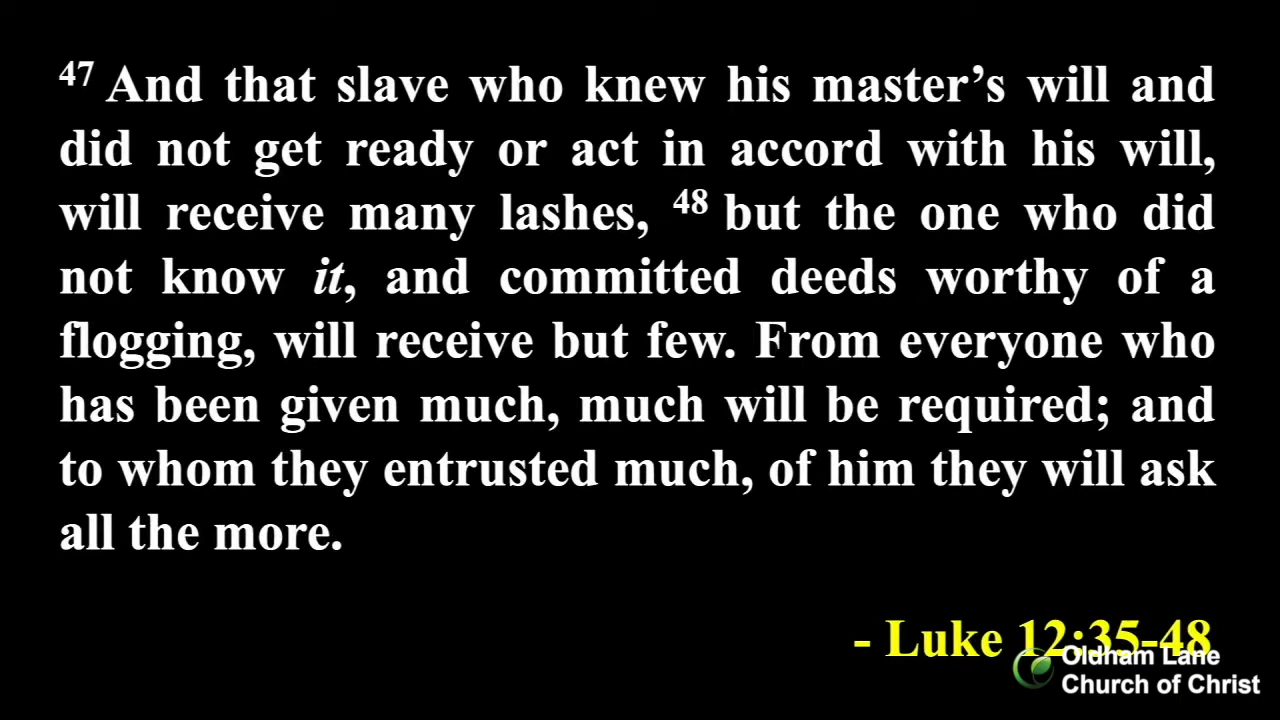 47 And that slave who knew his master’s will and
did not get ready or act in accord with his will,
will receive many lashes, 48 but the one who did
not know it, and committed deeds worthy of a
flogging, will receive but few. From everyone who
has been given much, much will be required; and
to whom they entrusted much, of him they will ask
all the more.
- Luke 12:35-48
Oldham Lane
Church of Christ